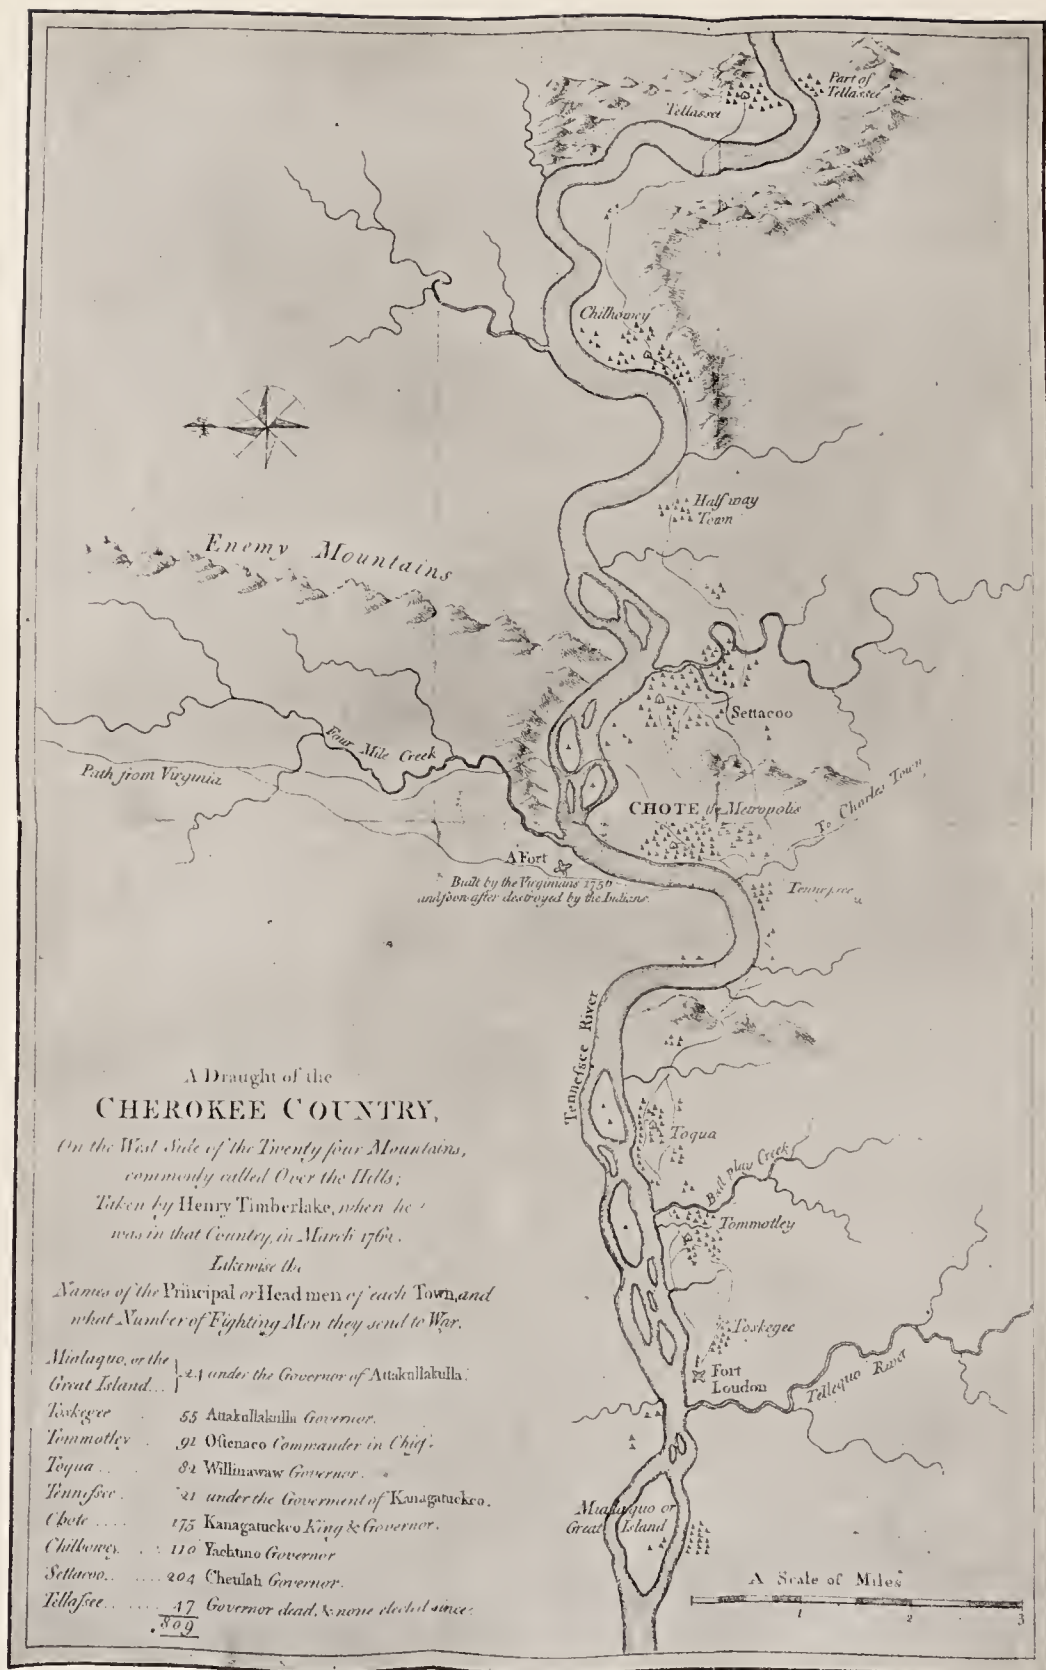 Part of
Tellassee
Tellassee
Chilhowey
Half way
Town
Enemy Mountains
Settacoo
Four Mile Creek
Path from Virginia
CHOTE the Metropolis
To Charles Town
A Fort
Built by the Virginians 1756
and soon after destroyed by the Indians.
Tennessee
Tennessee River
Toqua
Ball play Creek
Tommotley
Toskegee
Fort
Loudon
Tellequo River
Mialaquo or
Great Island
A Draught of the
CHEROKEE COUNTRY,
On the West Side of the Twenty four Mountains,
commonly called Over the Hills;
Taken by Henry Timberlake, when he
was in that Country, in March 1762.
Likewise the
Names of the Principal or Head men of each Town, and
what Number of Fighting Men they send to War.
Mialaquo, or the
Great Island... } 24 under the Governor of Attakullakulla.
Toskegee . 55 Attakullakulla Governor.
Tommotley . 91 Ostenaco Commander in Chief.
Toqua . . 82 Willinawaw Governor.
Tennessee . 21 under the Goverment of Kanagatuckco.
Chote .... 175 Kanagatuckco King & Governor.
Chilhowey . . 110 Yachtino Governor
Settacoo.. .... 204 Cheulah Governor.
Tellassee ...... 47 Governor dead, & none elected since.
809
A Scale of Miles
1 2 3